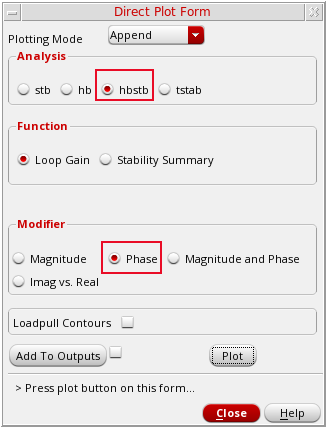 Direct Plot Form
Plotting Mode Append
Analysis
stb hb hbstb tstab
Function
Loop Gain Stability Summary
Modifier
Magnitude Phase Magnitude and Phase
Imag vs. Real
Loadpull Contours
Add To Outputs Plot
> Press plot button on this form...
Close Help